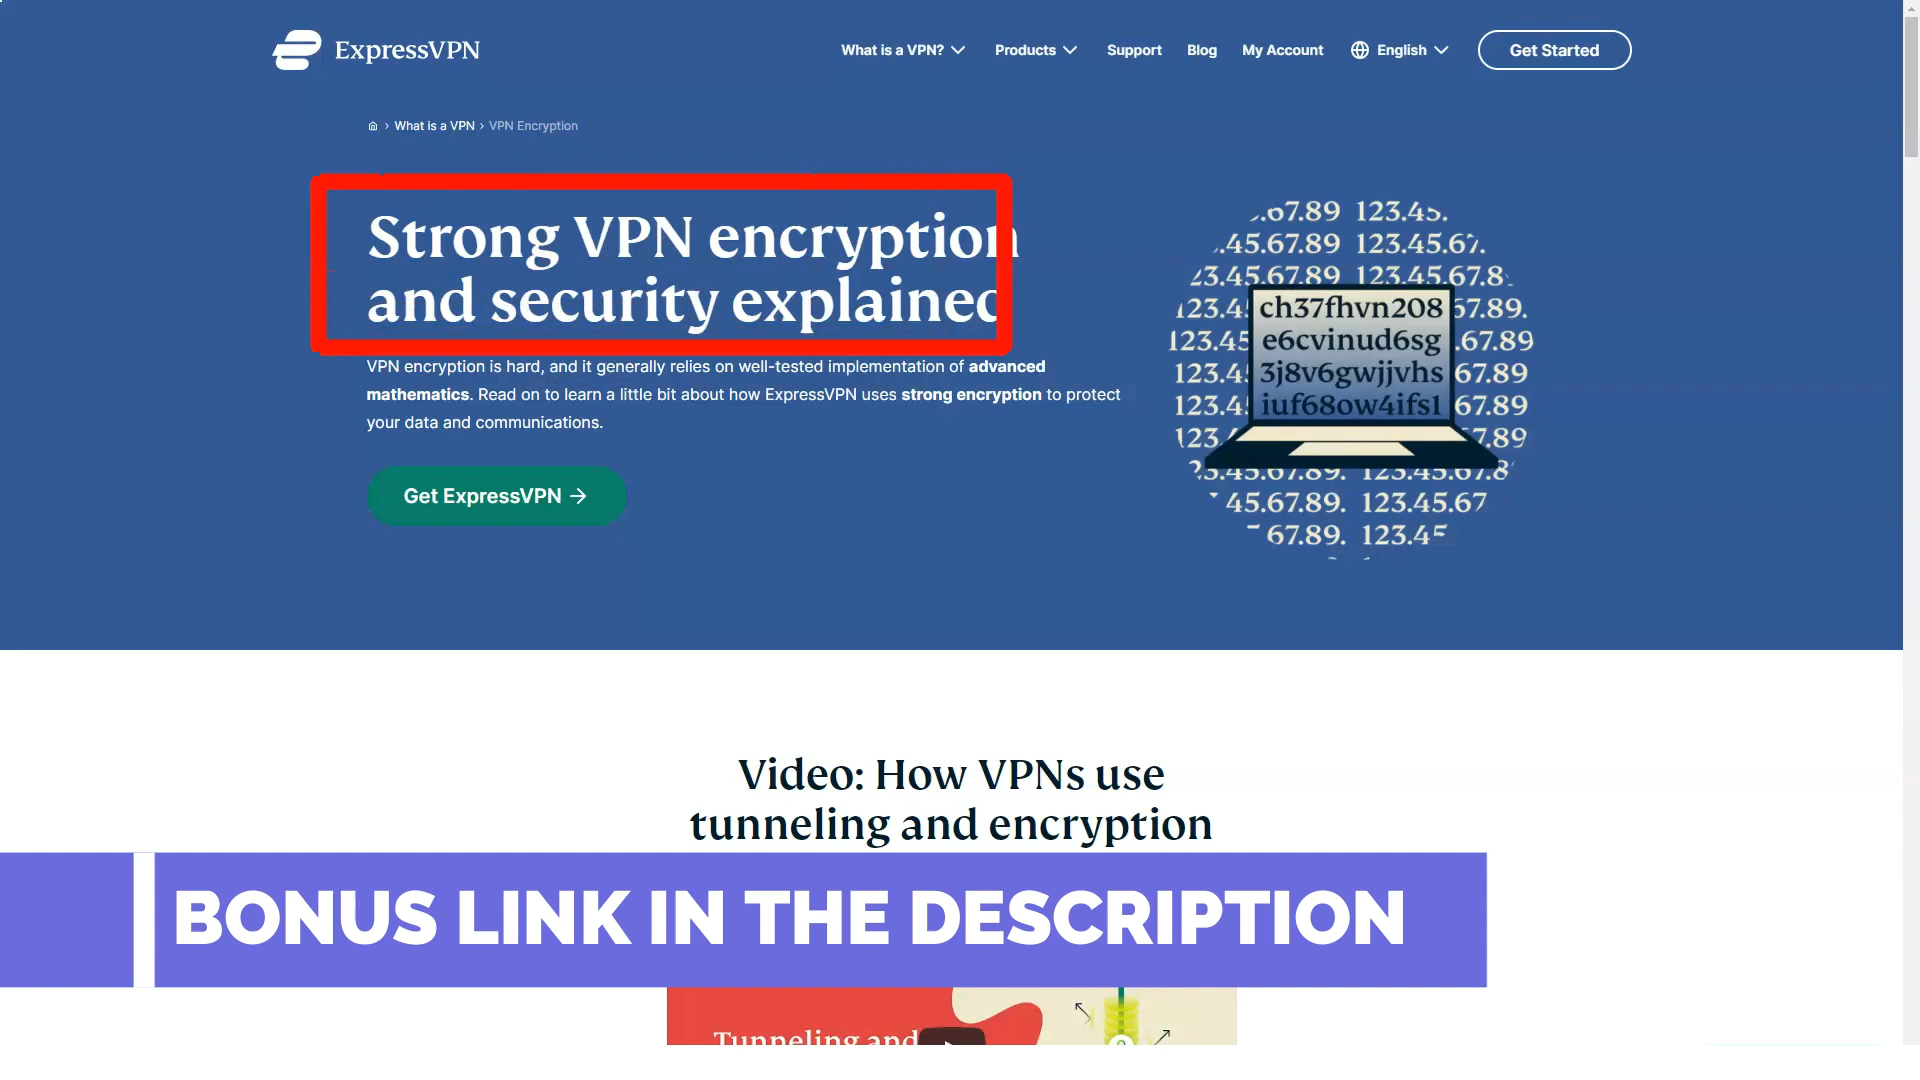 ExpressVPN
What is a VPN?
Products
Support
Blog
My Account
English
Get Started
What is a VPN › VPN Encryption
Strong VPN encryption
and security explained
VPN encryption is hard, and it generally relies on well-tested implementation of advanced
mathematics. Read on to learn a little bit about how ExpressVPN uses strong encryption to protect
your data and communications.
Get ExpressVPN →
.67.89 123.45.
.45.67.89 123.45.67.
23.45.67.89 123.45.67.8
123.4 ch37fhvn208 67.89.
123.45 e6cvinud6sg .67.89
123.4 3j8v6gwjjvhs 67.89
123.4 iuf68ow4ifs1 67.89
123. 7.89
23.45.67.89. 123.45.67.8
45.67.89. 123.45.67
67.89. 123.45
Video: How VPNs use
tunneling and encryption
BONUS LINK IN THE DESCRIPTION
Tunneling and